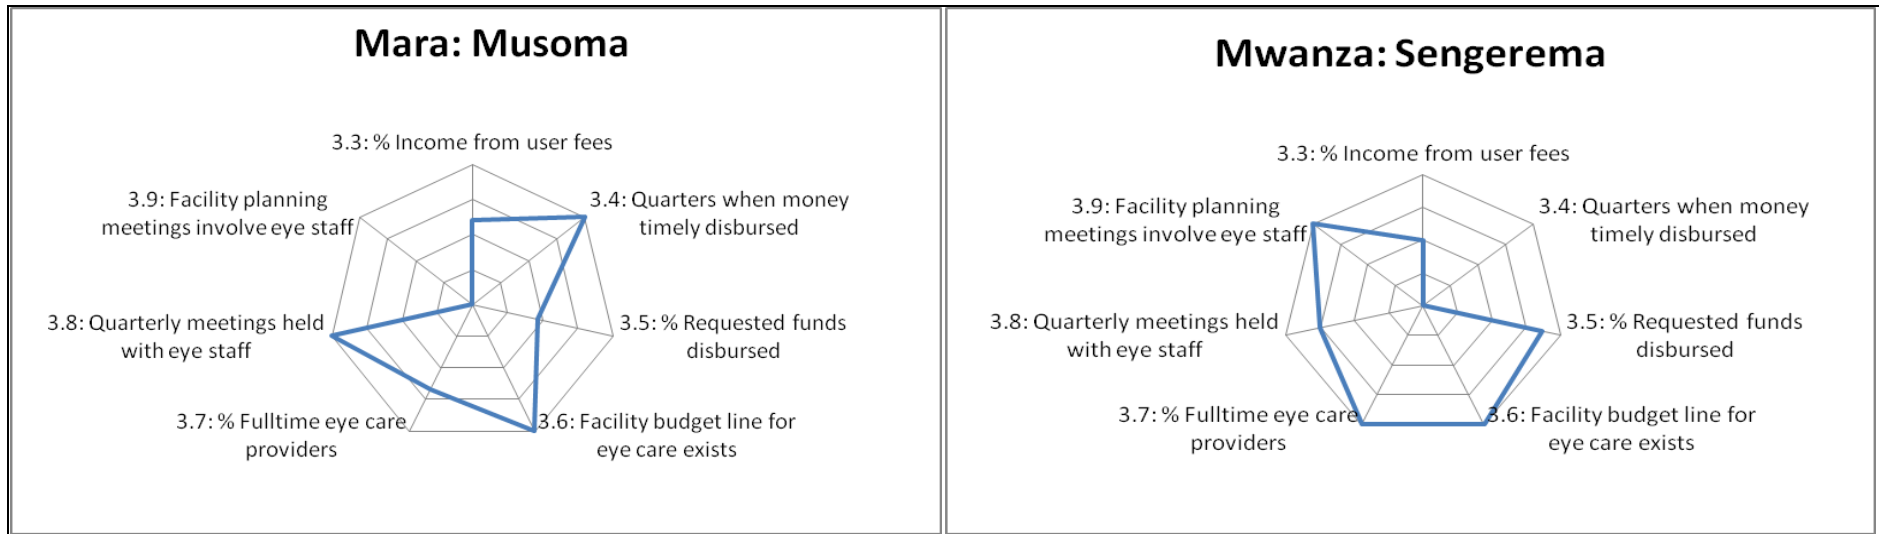 Mara: Musoma
3.3: % Income from user fees
3.4: Quarters when money
timely disbursed
3.5: % Requested funds
disbursed
3.6: Facility budget line for
eye care exists
3.7: % Fulltime eye care
providers
3.8: Quarterly meetings held
with eye staff
3.9: Facility planning
meetings involve eye staff
Mwanza: Sengerema
3.3: % Income from user fees
3.4: Quarters when money
timely disbursed
3.5: % Requested funds
disbursed
3.6: Facility budget line for
eye care exists
3.7: % Fulltime eye care
providers
3.8: Quarterly meetings held
with eye staff
3.9: Facility planning
meetings involve eye staff